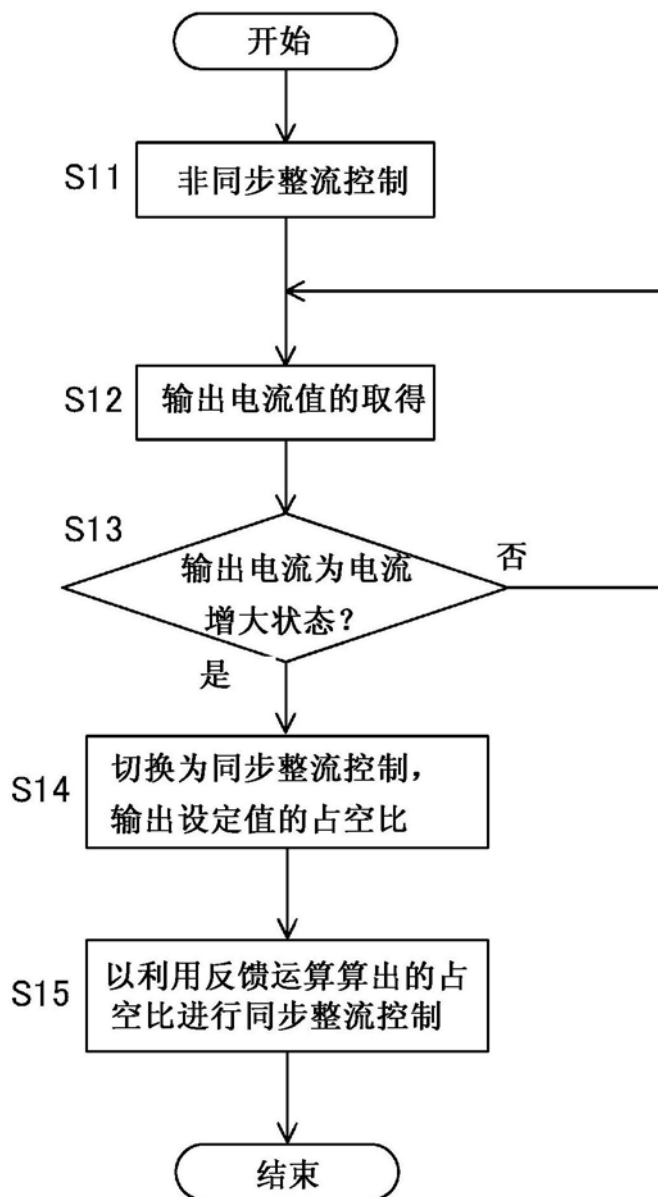 开始
S11
非同步整流控制
S12
输出电流值的取得
S13
输出电流为电流
增大状态？
否
是
S14
切换为同步整流控制，
输出设定值的占空比
S15
以利用反馈运算算出的占
空比进行同步整流控制
结束